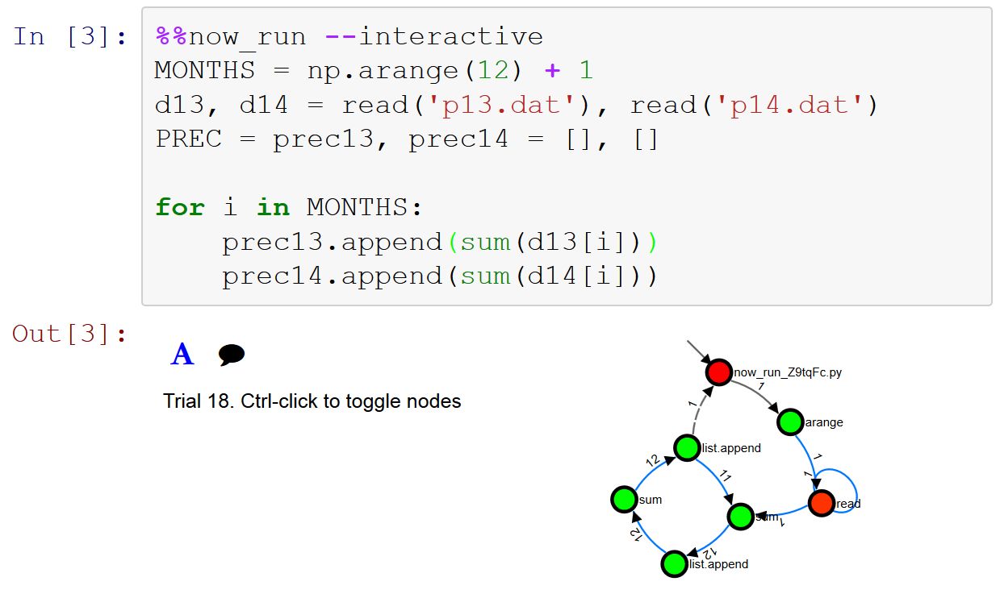 In [3]:
%%now_run --interactive
MONTHS = np.arange(12) + 1
d13, d14 = read('p13.dat'), read('p14.dat')
PREC = prec13, prec14 = [], []
for i in MONTHS:
    prec13.append(sum(d13[i]))
    prec14.append(sum(d14[i]))
Out[3]:
A
Trial 18. Ctrl-click to toggle nodes
now_run_Z9tqFc.py
1
1
arange
list.append
1
12
11
1
sum
read
sum
1
12
12
list.append